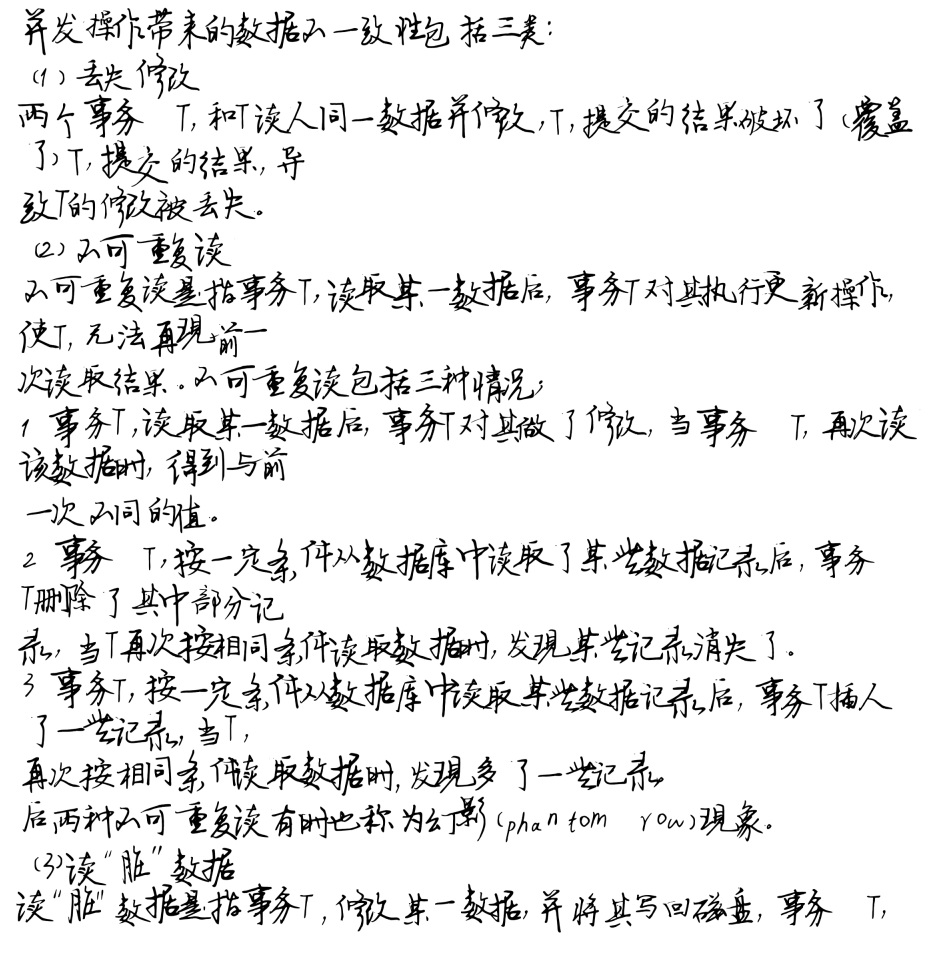 并发操作带来的数据不一致性包括三类:
(1)丢失修改
两个事务 T,和T读人同一数据并修改,T,提交的结果破坏了(覆盖
了)T,提交的结果,导
致T的修改被丢失。
(2)不可重复读
不可重复读是指事务T,读取某一数据后,事务T对其执行更新操作,
使T,无法再现前一
次读取结果。不可重复读包括三种情况:
1 事务T,读取某一数据后,事务T对其做了修改,当事务 T,再次读
该数据时,得到与前
一次不同的值。
2 事务 T,按一定条件从数据库中读取了某些数据记录后,事务
T删除了其中部分记
录,当T再次按相同条件读取数据时,发现某些记录消失了.
3 事务T,按一定条件从数据库中读取某些数据记录后,事务T插人
了一些记录,当T,
再次按相同条件读取数据时,发现多了一些记录
后两种不可重复读有时也称为幻影(phantom row)现象。
(3)读“脏”数据
读“脏”数据是指事务T,修改某一数据,并将其写回磁盘,事务 T,